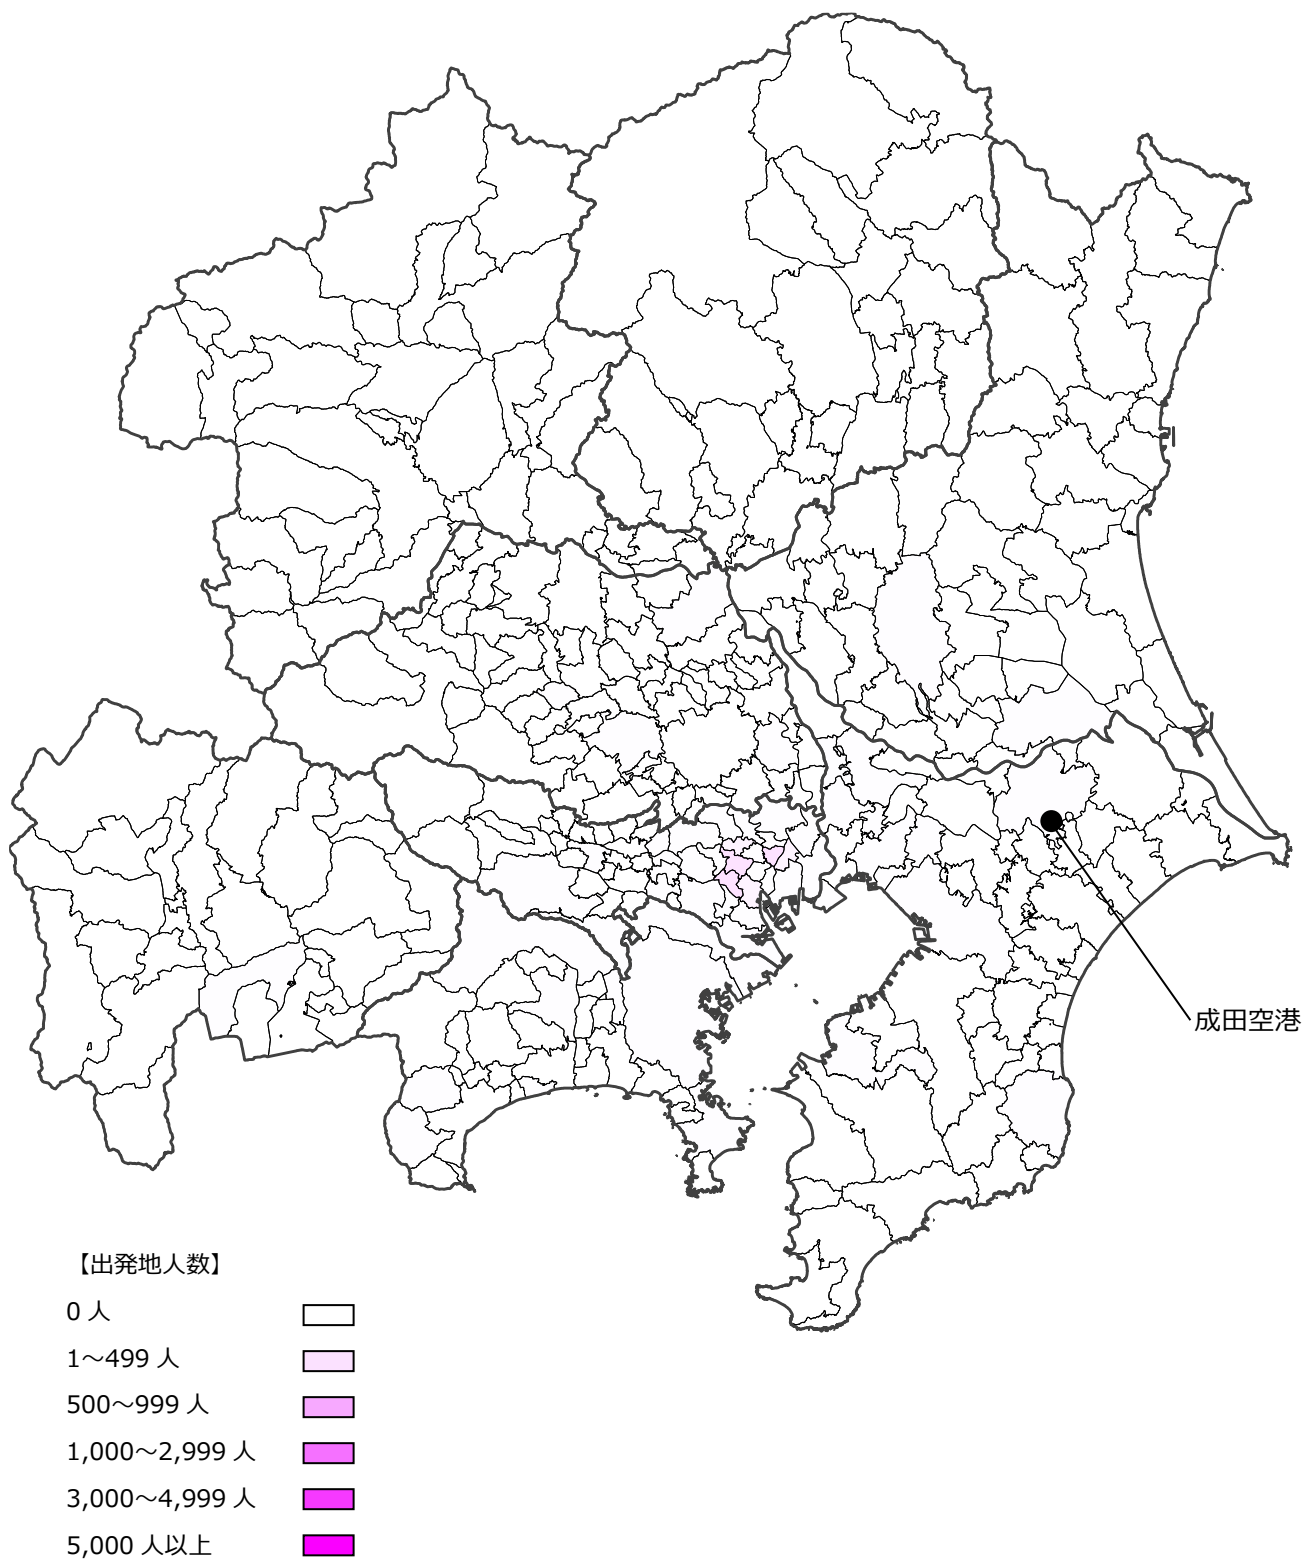 成田空港
【出発地人数】
0 人
1～499 人
500～999 人
1,000～2,999 人
3,000～4,999 人
5,000 人以上